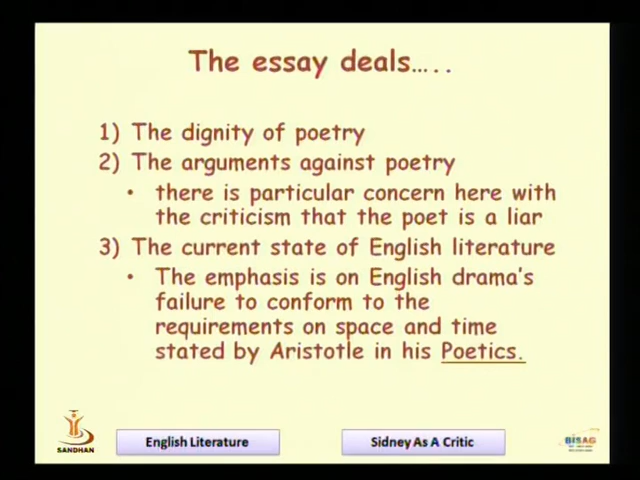 The essay deals…..
1) The dignity of poetry
2) The arguments against poetry
• there is particular concern here with
the criticism that the poet is a liar
3) The current state of English literature
• The emphasis is on English drama's
failure to conform to the
requirements on space and time
stated by Aristotle in his Poetics.
SANDHAN
English Literature
Sidney As A Critic
BISAG